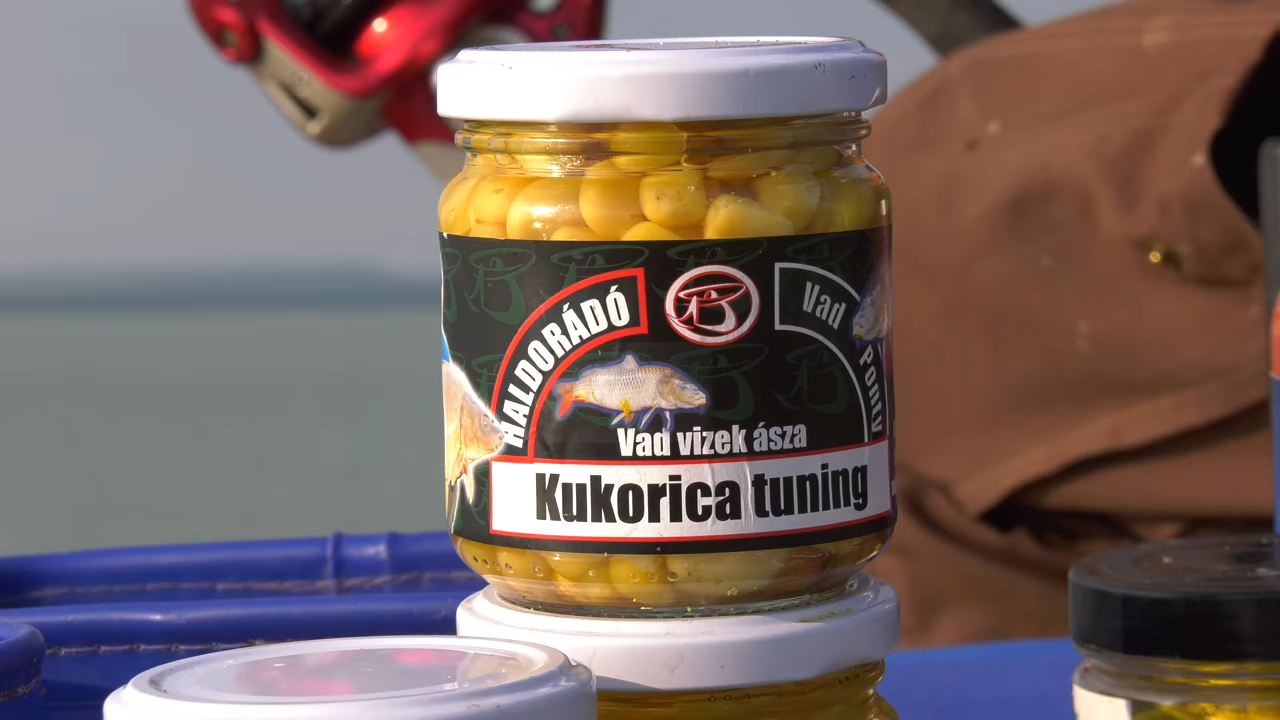 HALDORÁDÓ
Vad
Ponty
Vad vizek ásza
Kukorica tuning